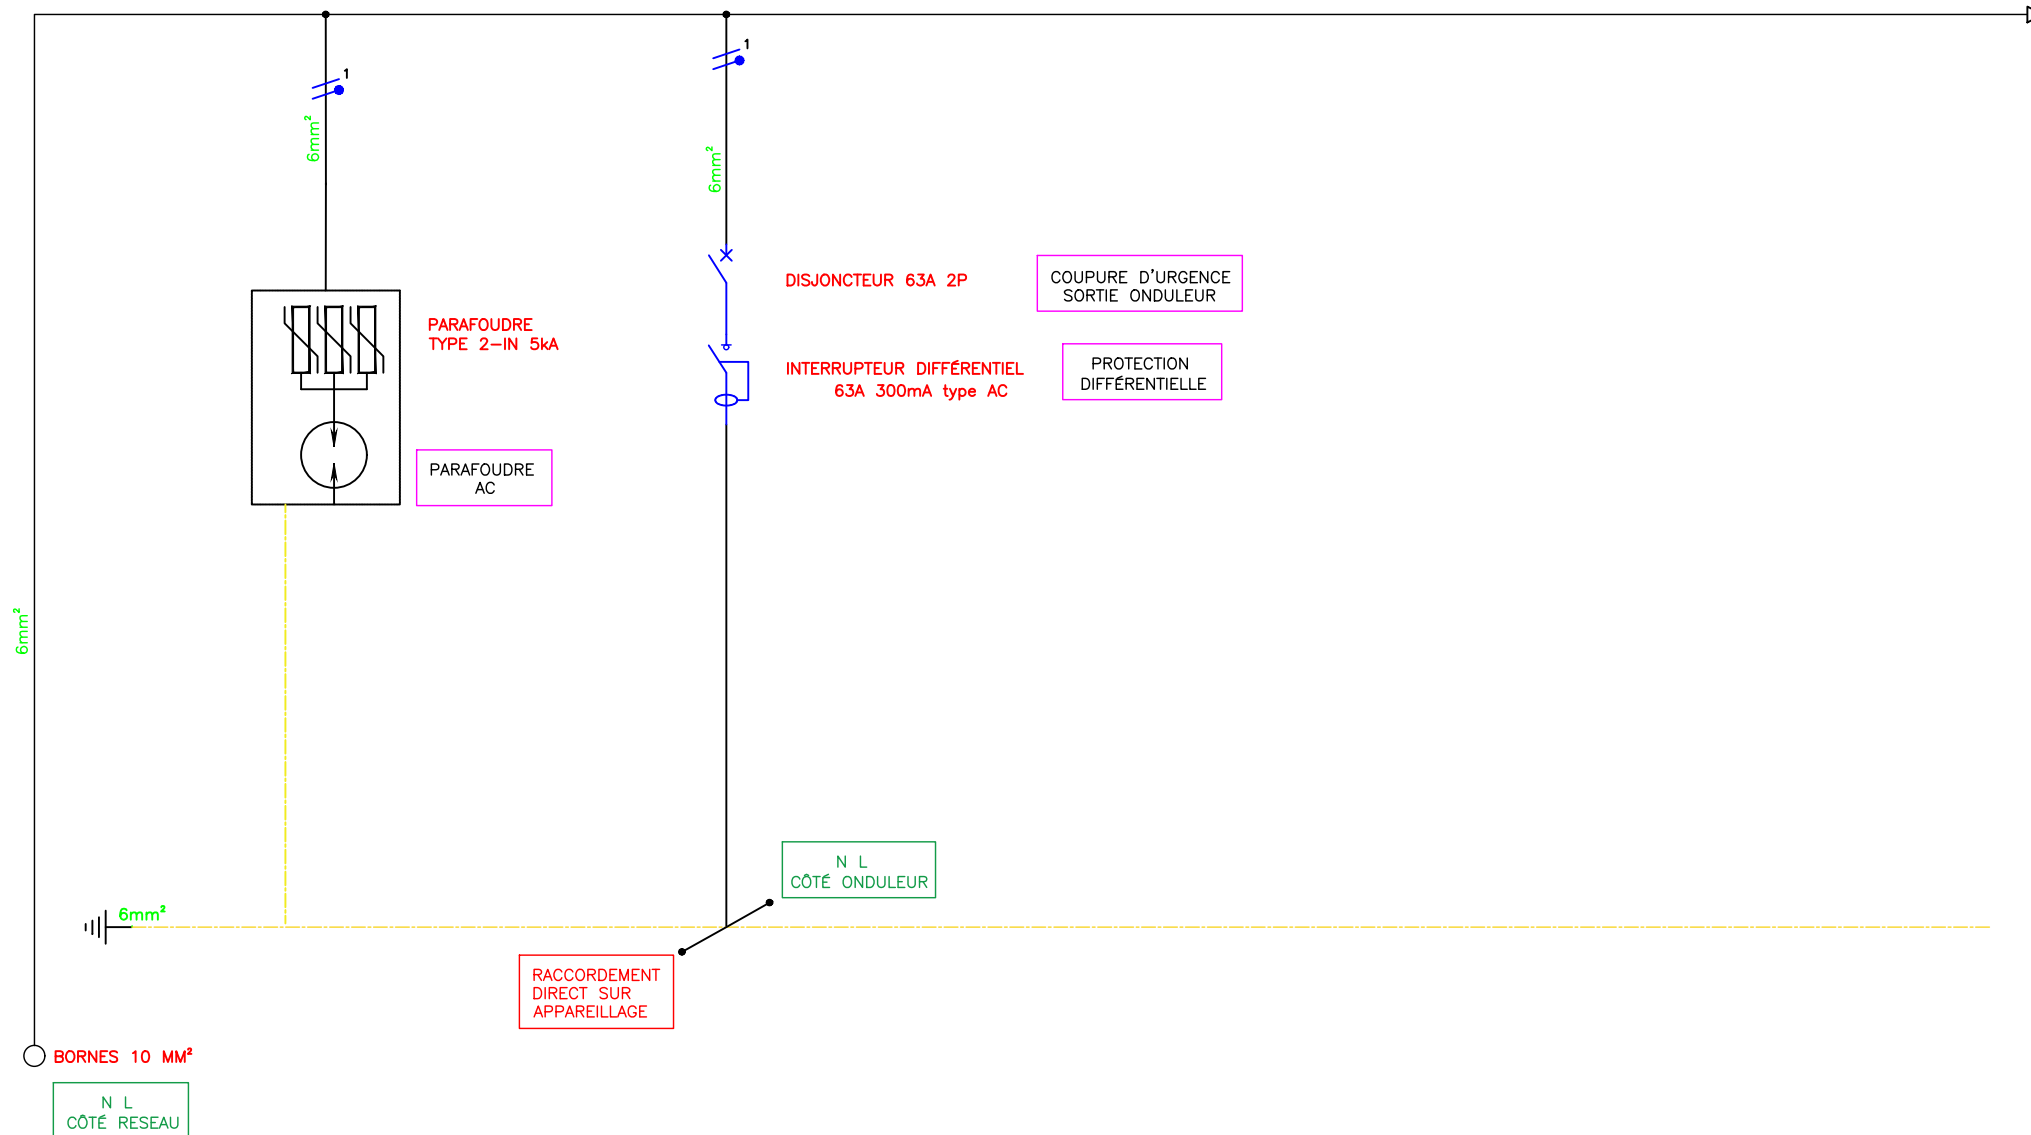 1
1
6mm²
6mm²
DISJONCTEUR 63A 2P
COUPURE D'URGENCE
SORTIE ONDULEUR
PARAFOUDRE
TYPE 2-IN 5kA
INTERRUPTEUR DIFFÉRENTIEL
63A 300mA type AC
PROTECTION
DIFFÉRENTIELLE
PARAFOUDRE
AC
6mm²
N L
CÔTÉ ONDULEUR
6mm²
RACCORDEMENT
DIRECT SUR
APPAREILLAGE
BORNES 10 MM²
N L
CÔTÉ RESEAU